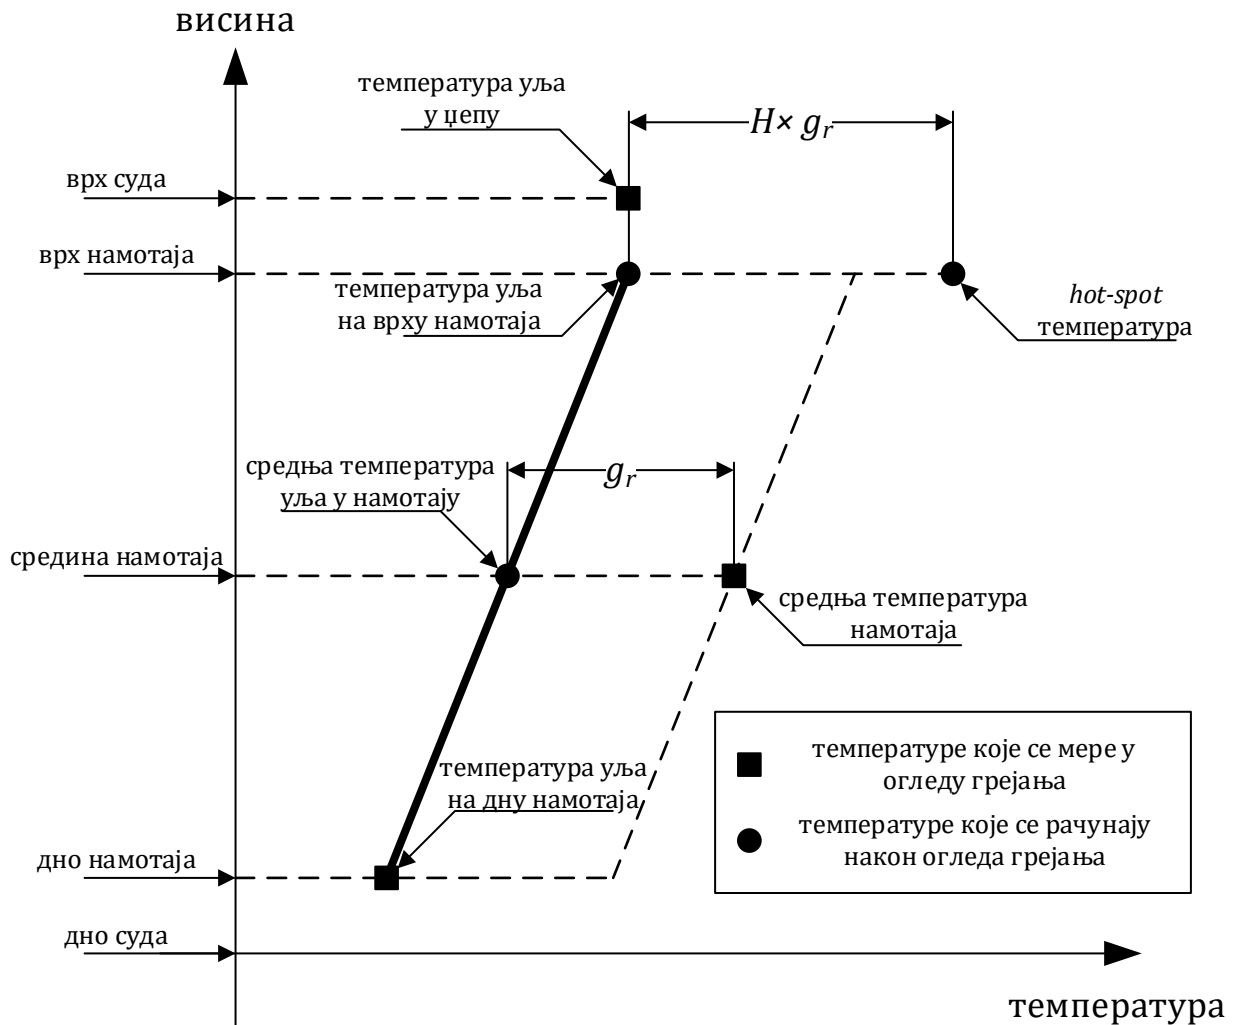 висина
температура уља
у џепу
H× gr
врх суда
врх намотаја
температура уља
на врху намотаја
hot-spot
температура
средња температура
уља у намотају
gr
средина намотаја
средња температура
намотаја
температура уља
на дну намотаја
температуре које се мере у
огледу грејања
температуре које се рачунају
након огледа грејања
дно намотаја
дно суда
температура